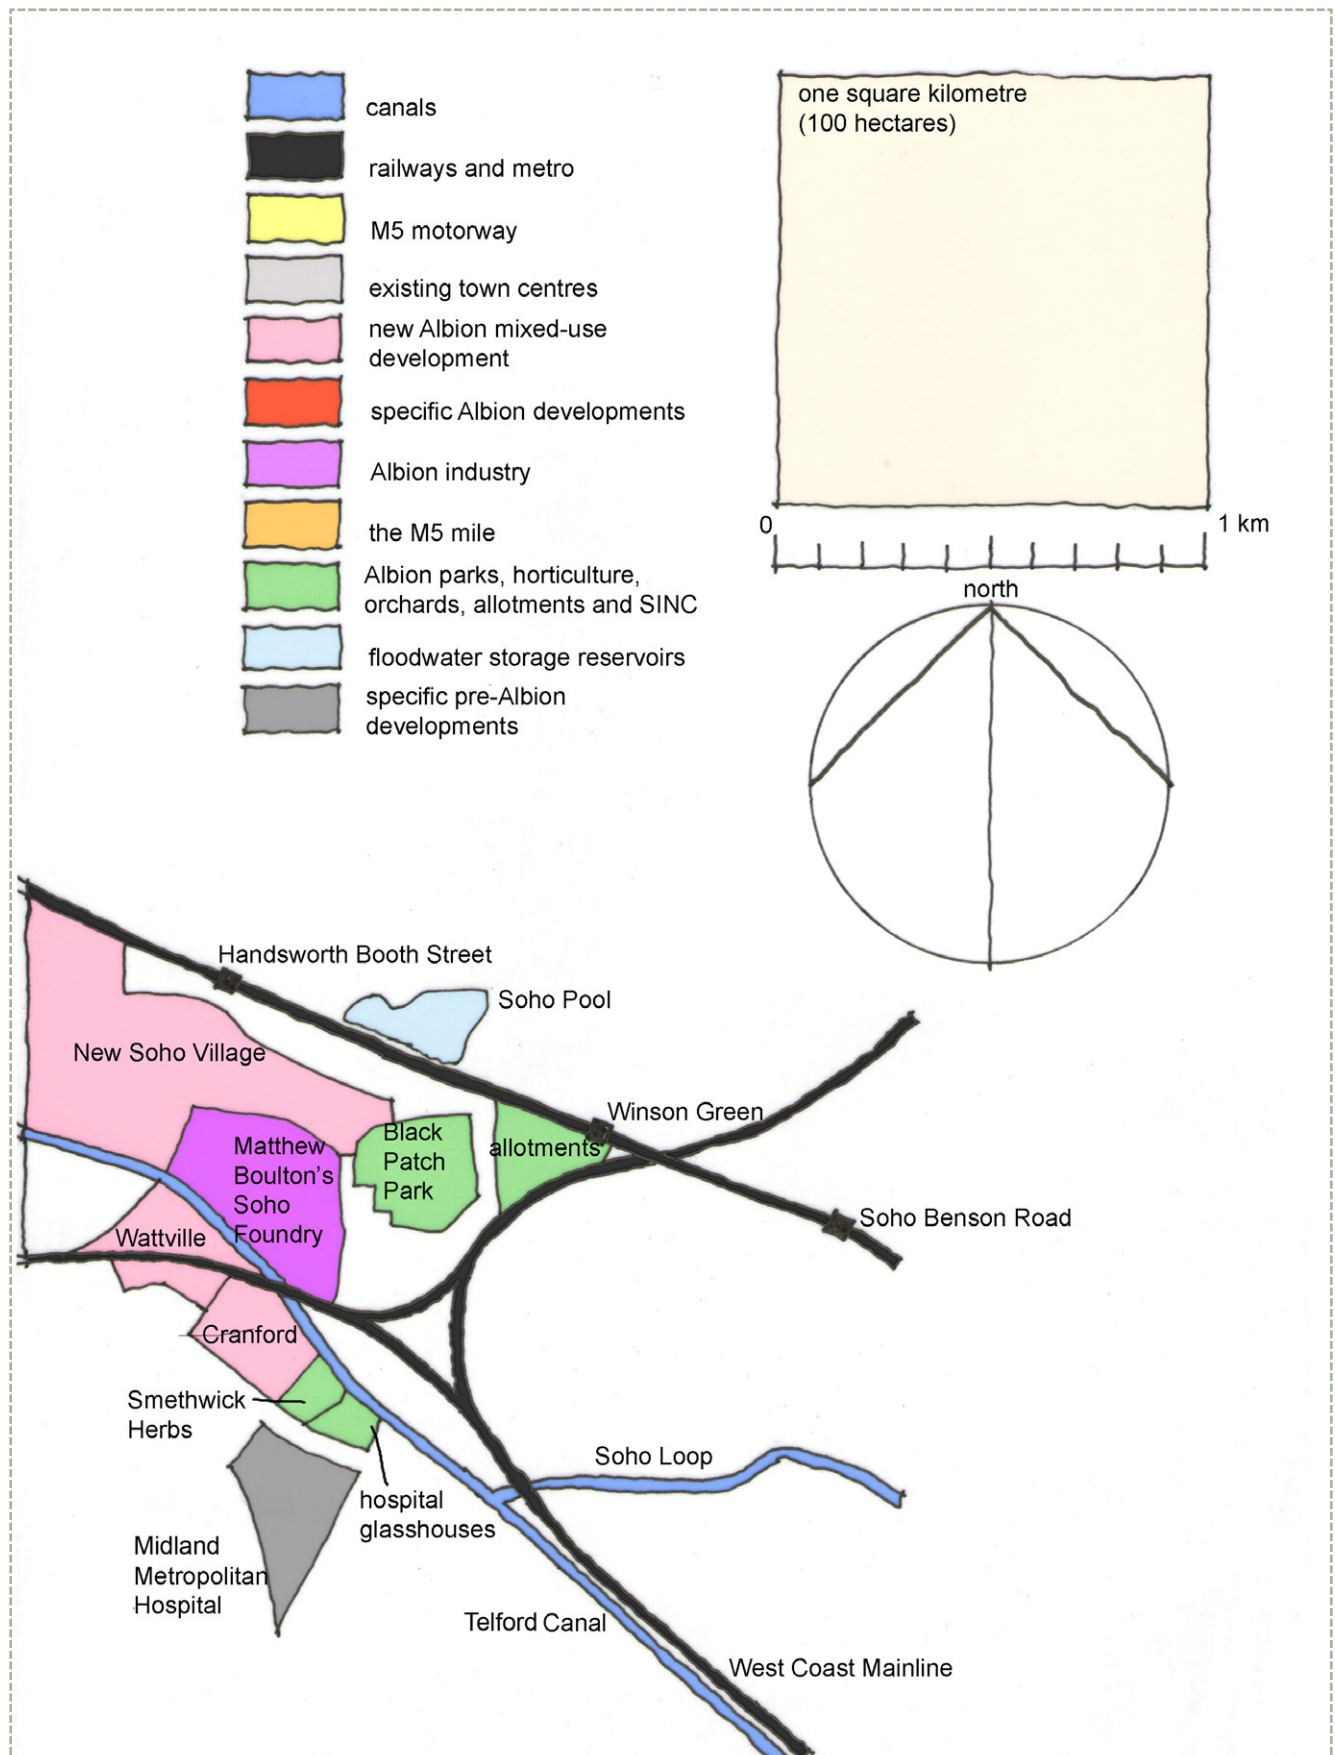 canals
railways and metro
M5 motorway
existing town centres
new Albion mixed-use
development
specific Albion developments
Albion industry
the M5 mile
Albion parks, horticulture,
orchards, allotments and SINC
floodwater storage reservoirs
specific pre-Albion
developments
one square kilometre
(100 hectares)
0
1 km
north
Handsworth Booth Street
Soho Pool
New Soho Village
Winson Green
Black
Patch
Park
allotments
Matthew
Boulton’s
Soho
Foundry
Soho Benson Road
Wattville
Cranford
Smethwick
Herbs
hospital
glasshouses
Soho Loop
Midland
Metropolitan
Hospital
Telford Canal
West Coast Mainline